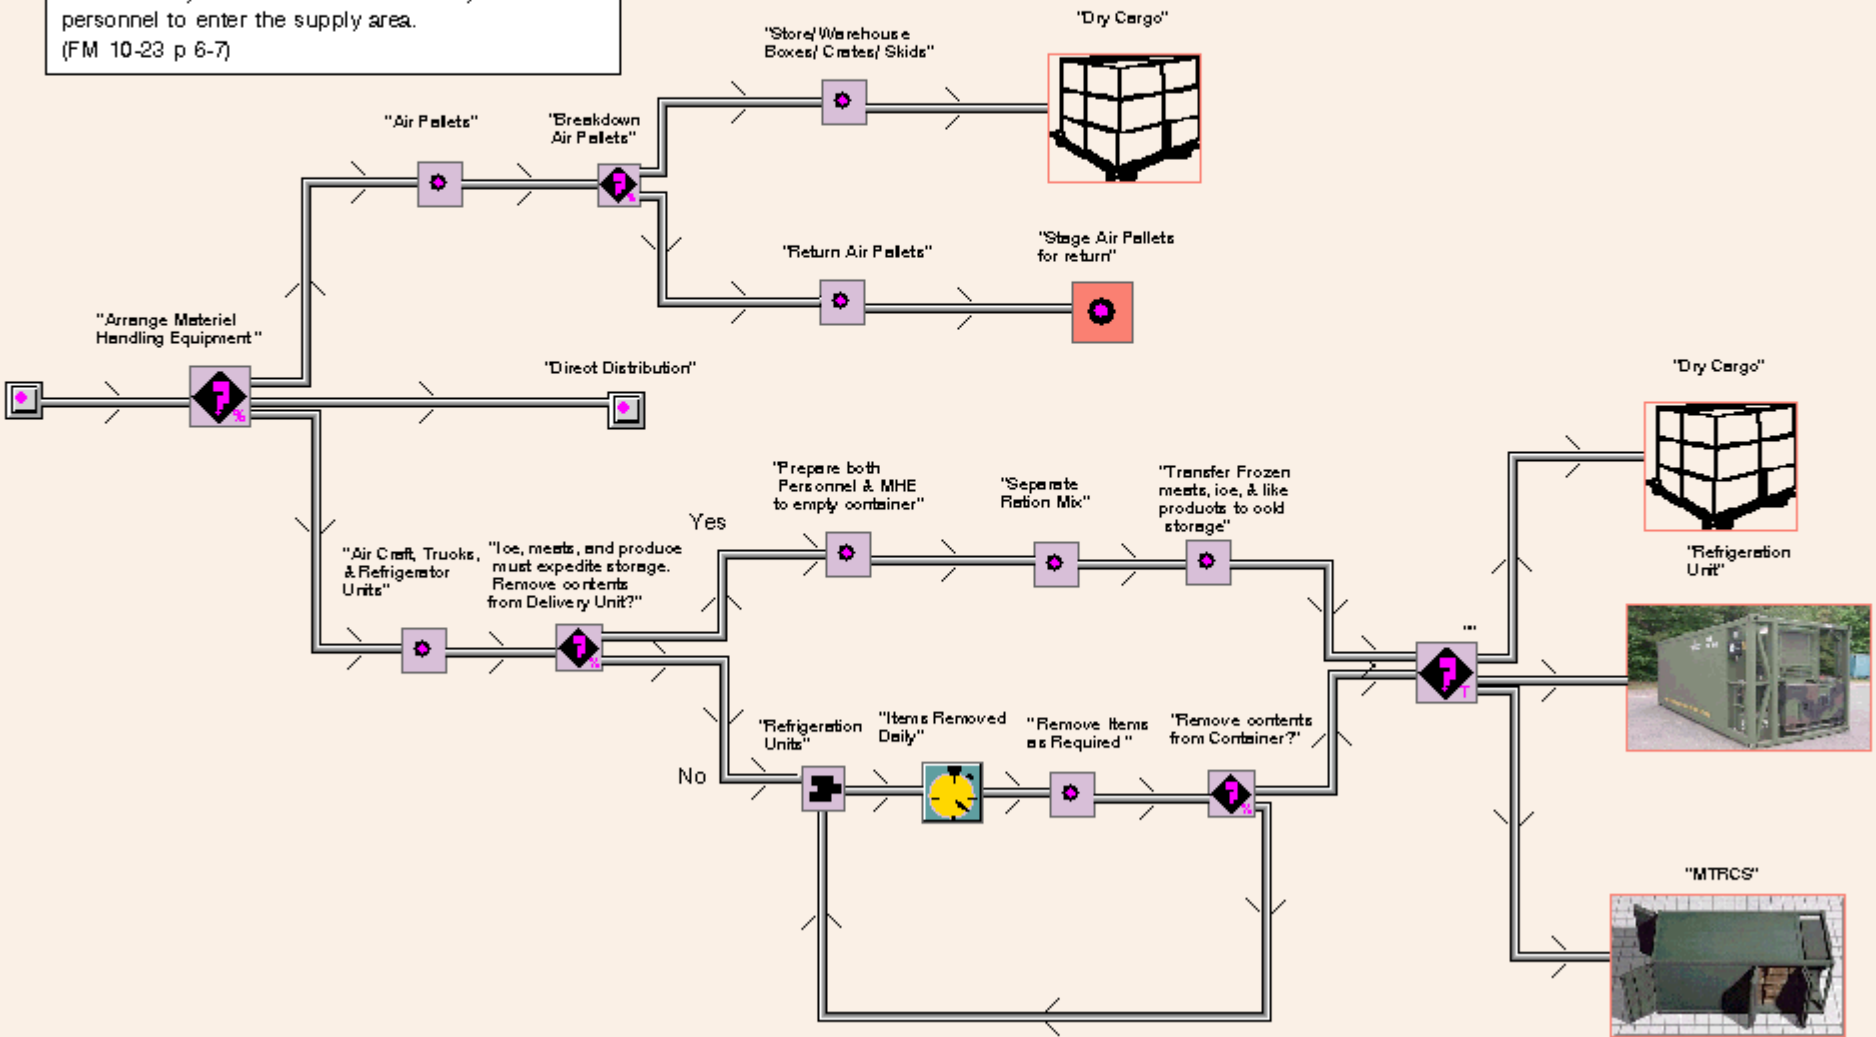 personnel to enter the supply area.
(FM 10-23 p 6-7)
"Dry Cargo"
"Store/ Warehouse
Boxes/ Crates/ Skids"
"Air Pallets"
"Breakdown
Air Pallets"
"Return Air Pallets"
"Stage Air Pallets
for return"
"Arrange Materiel
Handling Equipment"
"Direct Distribution"
"Dry Cargo"
"Prepare both
Personnel & MHE
to empty container"
"Separate
Ration Mix"
"Transfer Frozen
meats, ice, & like
products to cold
storage"
Yes
"Air Craft, Trucks,
& Refrigerator
Units"
"Ice, meats, and produce
must expedite storage.
Remove contents
from Delivery Unit?"
"Refrigeration
Unit"
""
"Refrigeration
Units"
"Items Removed
Daily"
"Remove Items
as Required "
"Remove contents
from Container?"
No
"MTRCS"